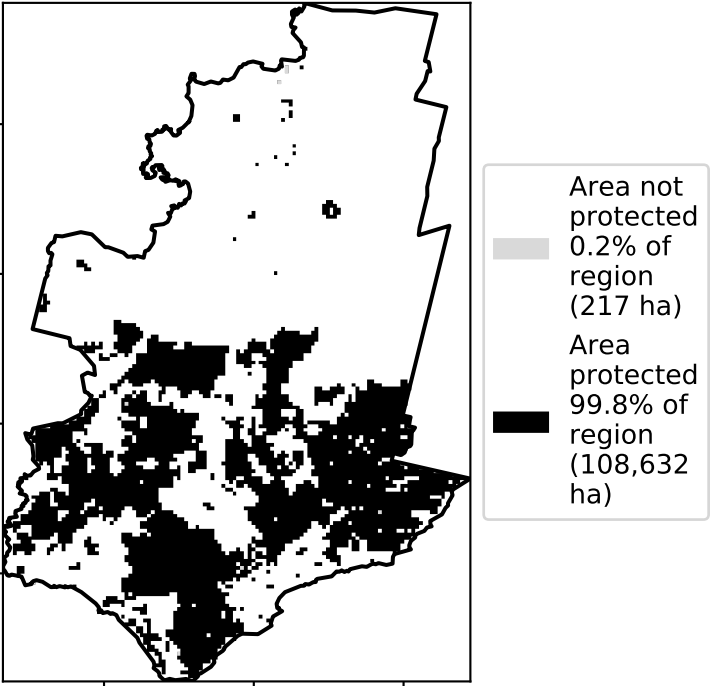 Area not
protected
0.2% of
region
(217 ha)
Area
protected
99.8% of
region
(108,632
ha)